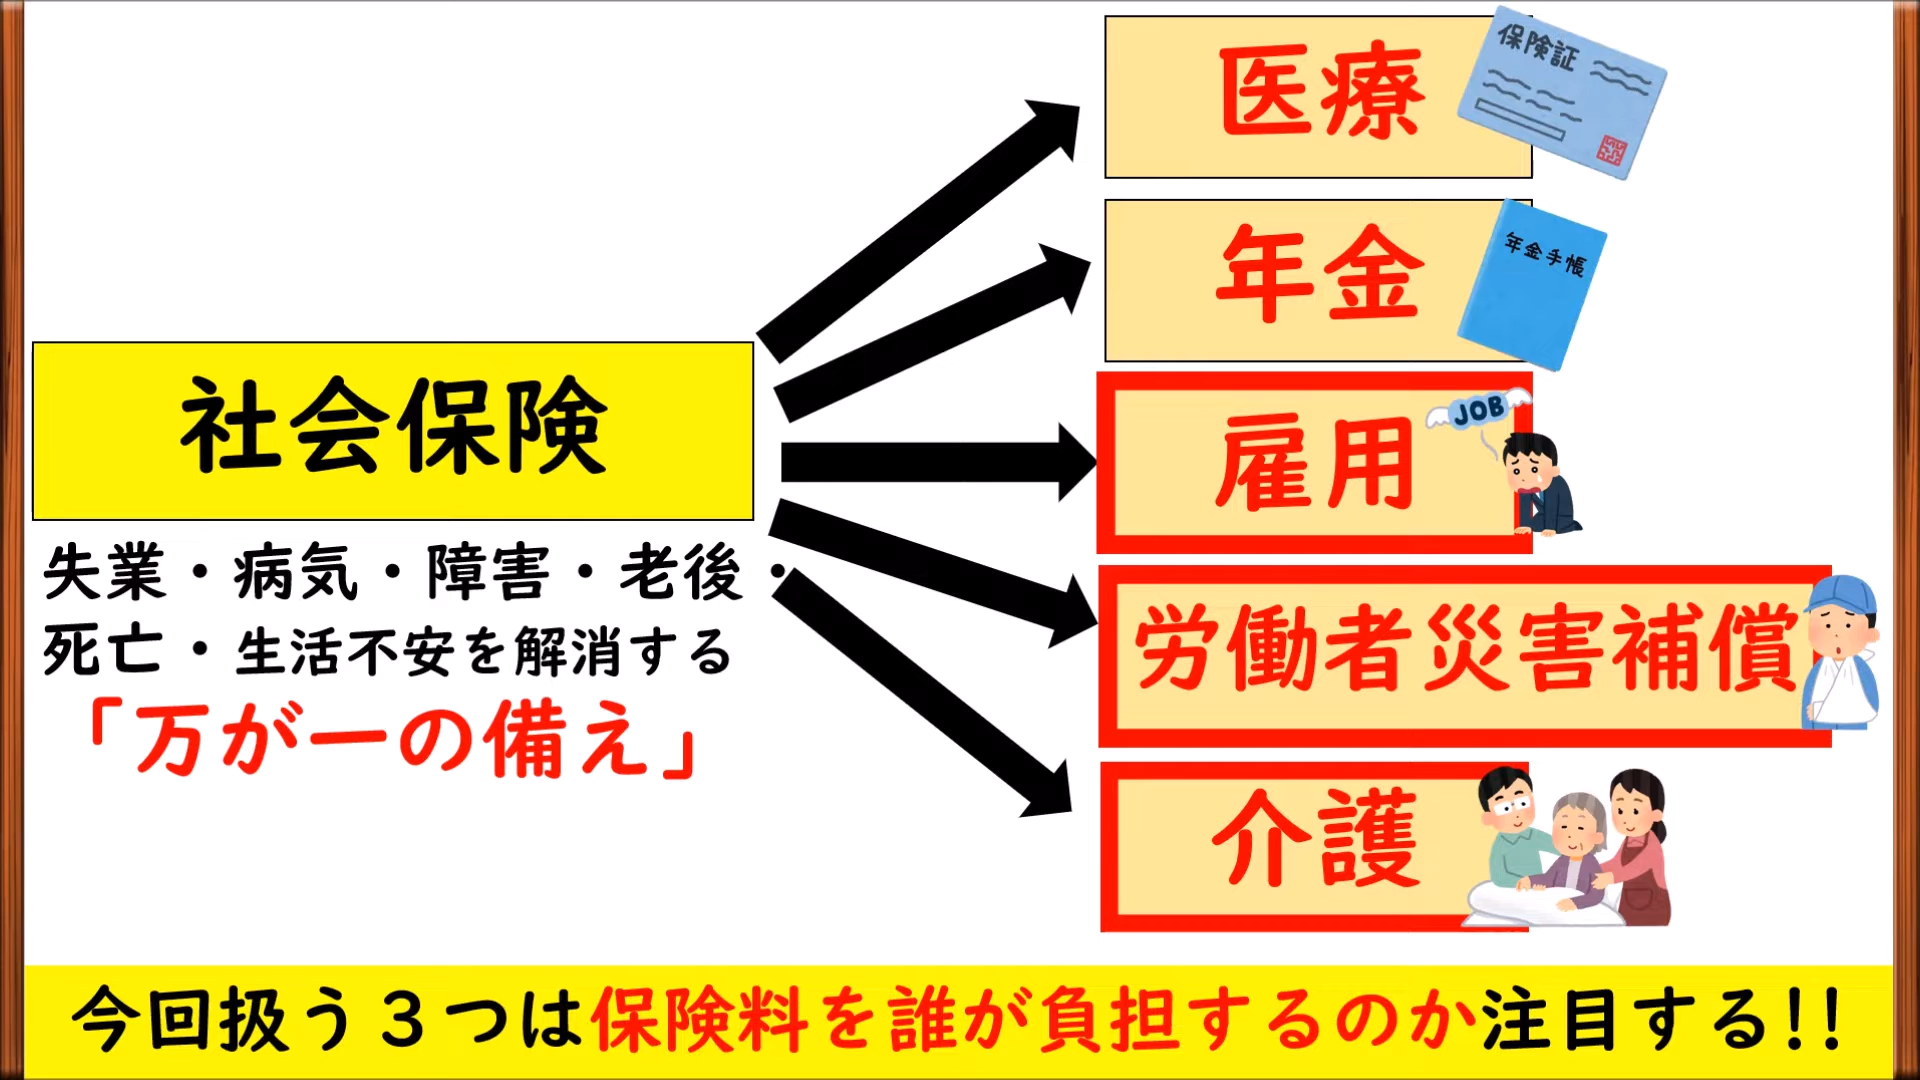 医療
保険証
年金
年金手帳
社会保険
失業・病気・障害・老後・
死亡・生活不安を解消する
「万が一の備え」
雇用
JOB
労働者災害補償
介護
今回扱う３つは保険料を誰が負担するのか注目する!!